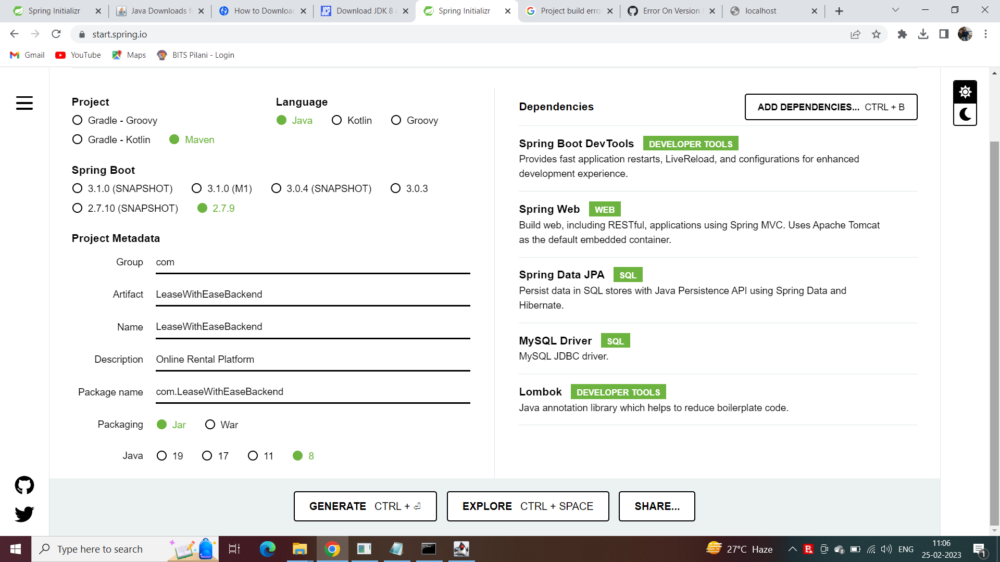 Spring Initializr
Java Downloads f
How to Downloa
Download JDK 8
Spring Initializr
Project build erro
Error On Version
localhost
start.spring.io
Gmail
YouTube
Maps
BITS Pilani - Login
Project
Gradle - Groovy
Gradle - Kotlin Maven
Language
Java Kotlin Groovy
Spring Boot
3.1.0 (SNAPSHOT) 3.1.0 (M1) 3.0.4 (SNAPSHOT) 3.0.3
2.7.10 (SNAPSHOT) 2.7.9
Project Metadata
Group com
Artifact LeaseWithEaseBackend
Name LeaseWithEaseBackend
Description Online Rental Platform
Package name com.LeaseWithEaseBackend
Packaging Jar War
Java 19 17 11 8
Dependencies
ADD DEPENDENCIES... CTRL + B
Spring Boot DevTools DEVELOPER TOOLS
Provides fast application restarts, LiveReload, and configurations for enhanced
development experience.
Spring Web WEB
Build web, including RESTful, applications using Spring MVC. Uses Apache Tomcat
as the default embedded container.
Spring Data JPA SQL
Persist data in SQL stores with Java Persistence API using Spring Data and
Hibernate.
MySQL Driver SQL
MySQL JDBC driver.
Lombok DEVELOPER TOOLS
Java annotation library which helps to reduce boilerplate code.
GENERATE CTRL + ⏎
EXPLORE CTRL + SPACE
SHARE...
Type here to search
27°C Haze
ENG
11:06
25-02-2023
1